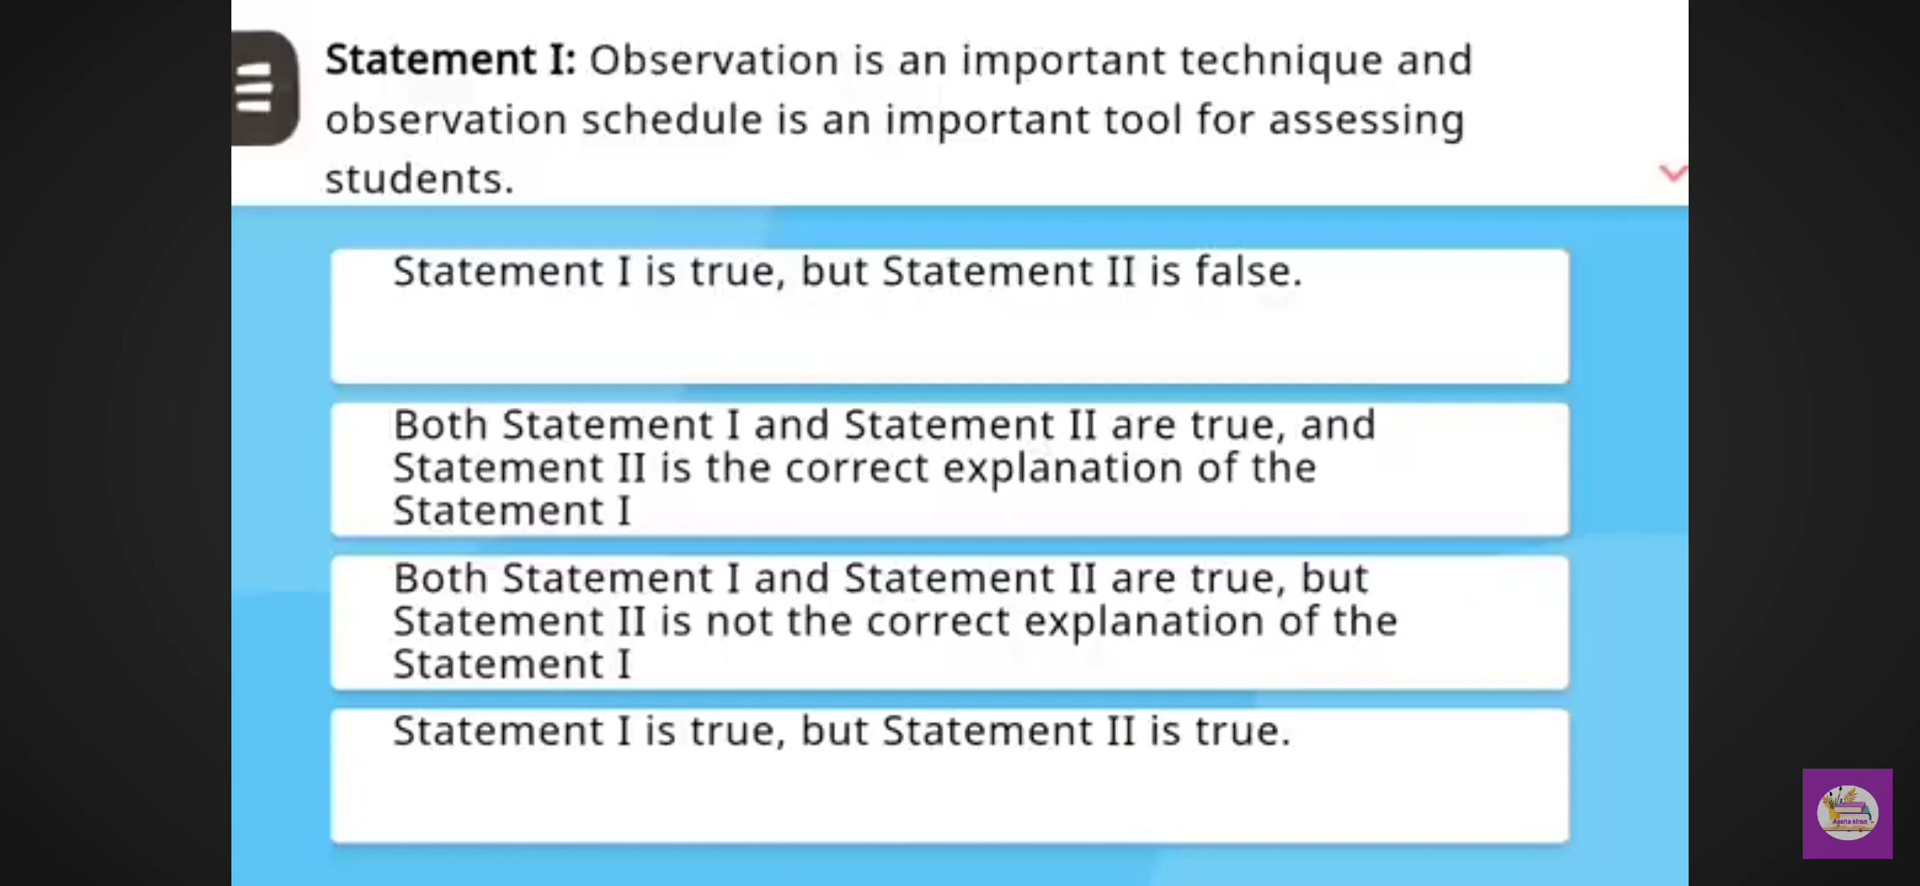 Statement I: Observation is an important technique and
observation schedule is an important tool for assessing
students.
Statement I is true, but Statement II is false.
Both Statement I and Statement II are true, and
Statement II is the correct explanation of the
Statement I
Both Statement I and Statement II are true, but
Statement II is not the correct explanation of the
Statement I
Statement I is true, but Statement II is true.